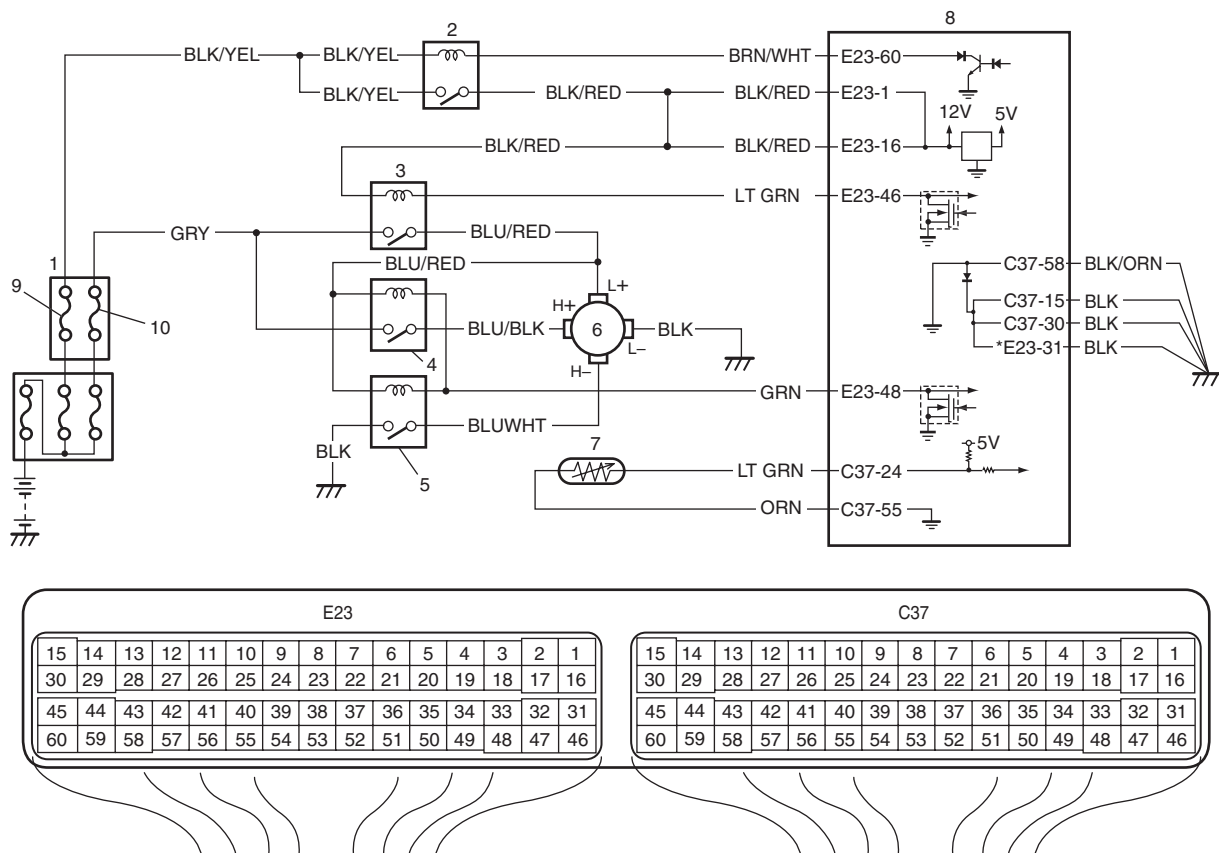 8
2
BLK/YEL BLK/YEL BRN/WHT E23-60
BLK/YEL BLK/RED BLK/RED E23-1
12V 5V
BLK/RED BLK/RED E23-16
3
LT GRN E23-46
GRY BLU/RED
1 BLU/RED C37-58 BLK/ORN
9 L+
H+ C37-15 BLK
10 BLU/BLK 6 BLK C37-30 BLK
L– *E23-31 BLK
4 H–
GRN E23-48
BLUWHT
BLK 7 5V
5 LT GRN C37-24
ORN C37-55
E23 C37
15 14 13 12 11 10 9 8 7 6 5 4 3 2 1 15 14 13 12 11 10 9 8 7 6 5 4 3 2 1
30 29 28 27 26 25 24 23 22 21 20 19 18 17 16 30 29 28 27 26 25 24 23 22 21 20 19 18 17 16
45 44 43 42 41 40 39 38 37 36 35 34 33 32 31 45 44 43 42 41 40 39 38 37 36 35 34 33 32 31
60 59 58 57 56 55 54 53 52 51 50 49 48 47 46 60 59 58 57 56 55 54 53 52 51 50 49 48 47 46